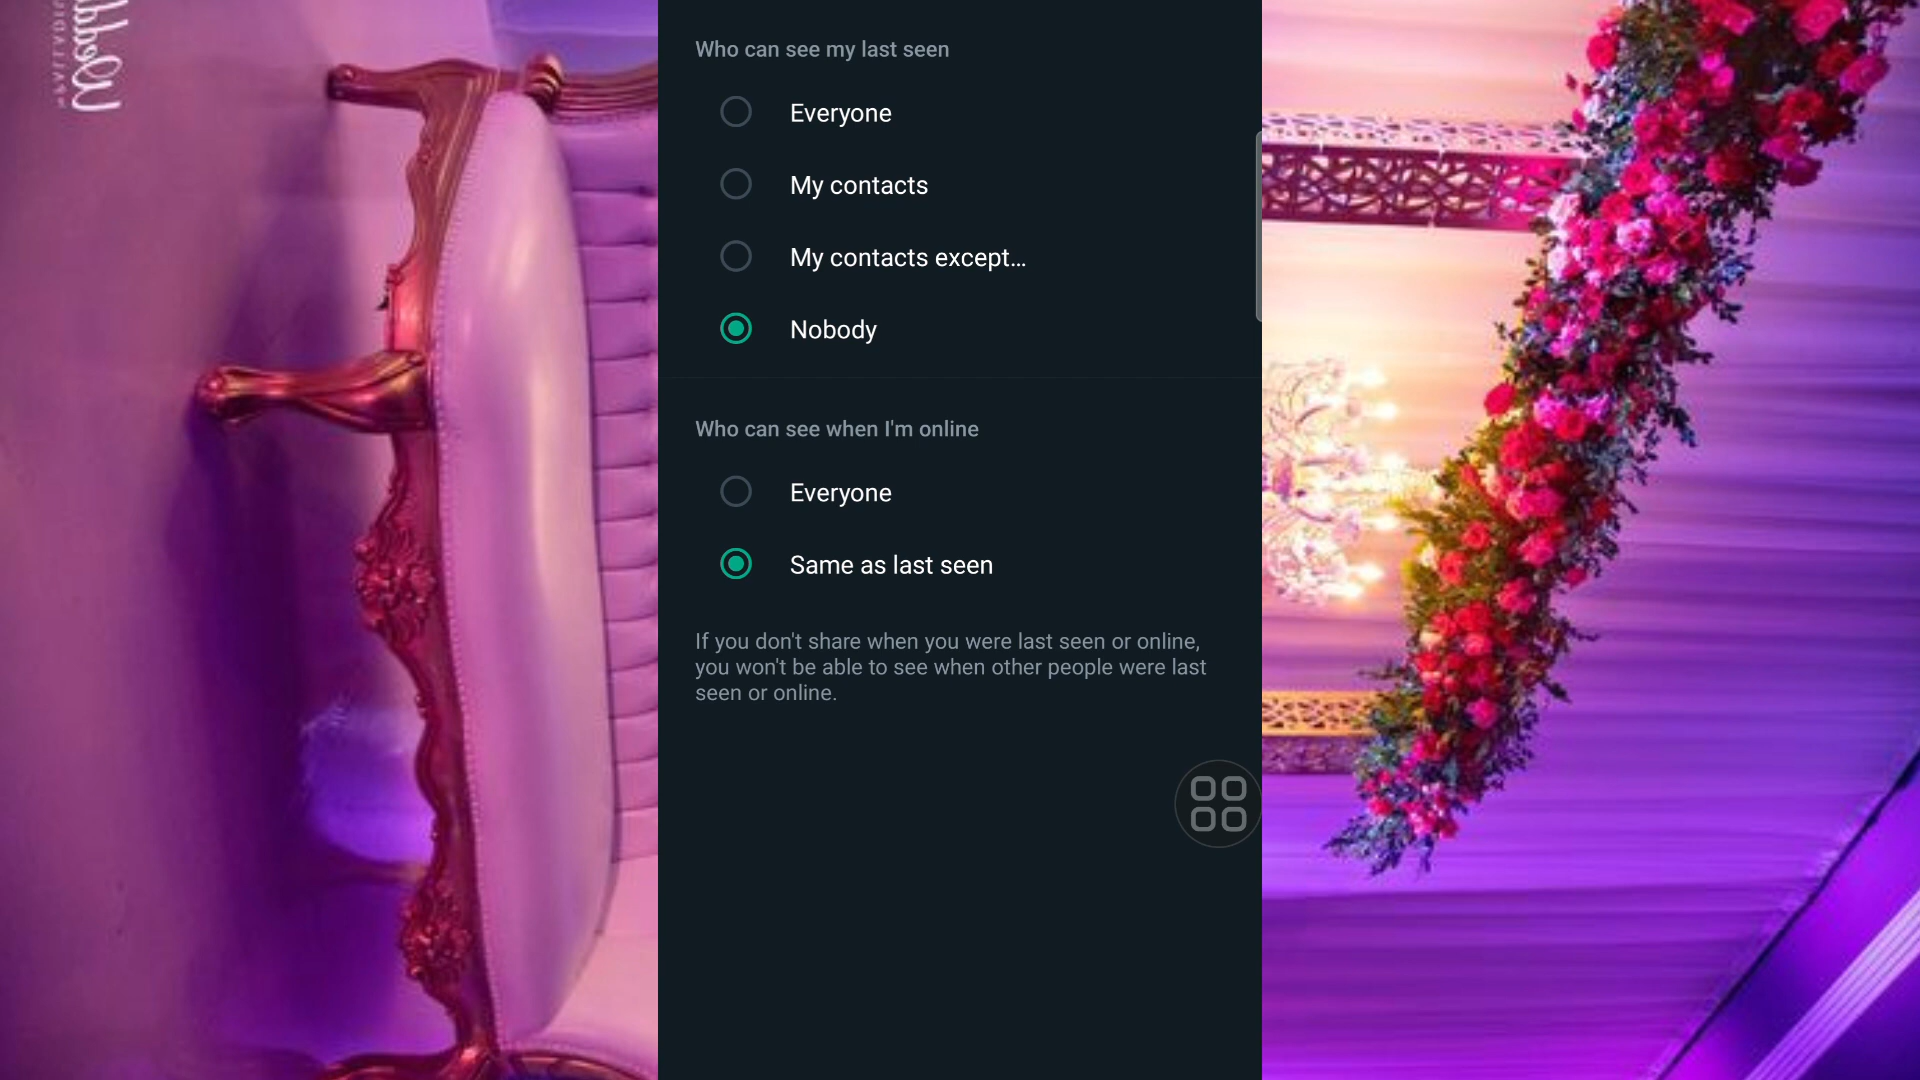 Who can see my last seen
Everyone
My contacts
My contacts except...
Nobody
Who can see when I'm online
Everyone
Same as last seen
If you don't share when you were last seen or online,
you won't be able to see when other people were last
seen or online.